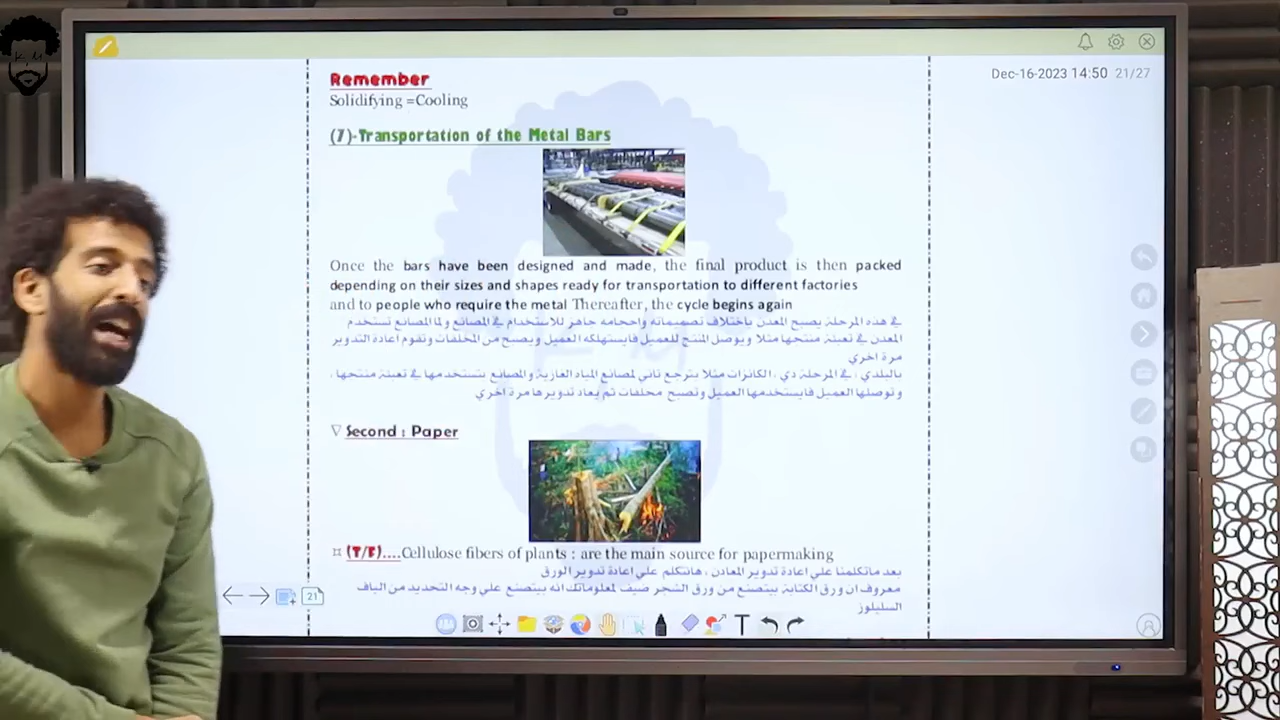 Dec-16-2023 14:50 21/27
Remember
Solidifying =Cooling
(7)-Transportation of the Metal Bars
Once the bars have been designed and made, the final product is then packed
depending on their sizes and shapes ready for transportation to different factories
and to people who require the metal Thereafter, the cycle begins again
في هذه المرحلة يصبح المعدن باختلاف تصميماته واحجامه جاهز للاستخدام في المصانع ولما المصانع تستخدم
المعدن في تعبئة منتجها مثلا ويوصل المنتج للعميل فايستهلكه العميل ويصبح من المخلفات ونقوم اعادة التدوير
مرة اخري
بالبلدي ، في المرحلة دي ، الكانزات مثلا بترجع تاني لمصانع المياه الغازية والمصانع بتستخدمها في تعبئة منتجها ،
وتوصلها العميل فايستخدمها العميل وتصبح مخلفات ثم يعاد تدويرها مرة اخري
Second : Paper
(T/F)....Cellulose fibers of plants : are the main source for papermaking
بعد ماتكلمنا علي اعادة تدوير المعادن ، هانتكلم علي اعادة تدوير الورق
معروف ان ورق الكتابة بيتصنع من ورق الشجر ضيف لمعلوماتك انه بيتصنع علي وجه التحديد من الياف
السليلوز
21
T
K M